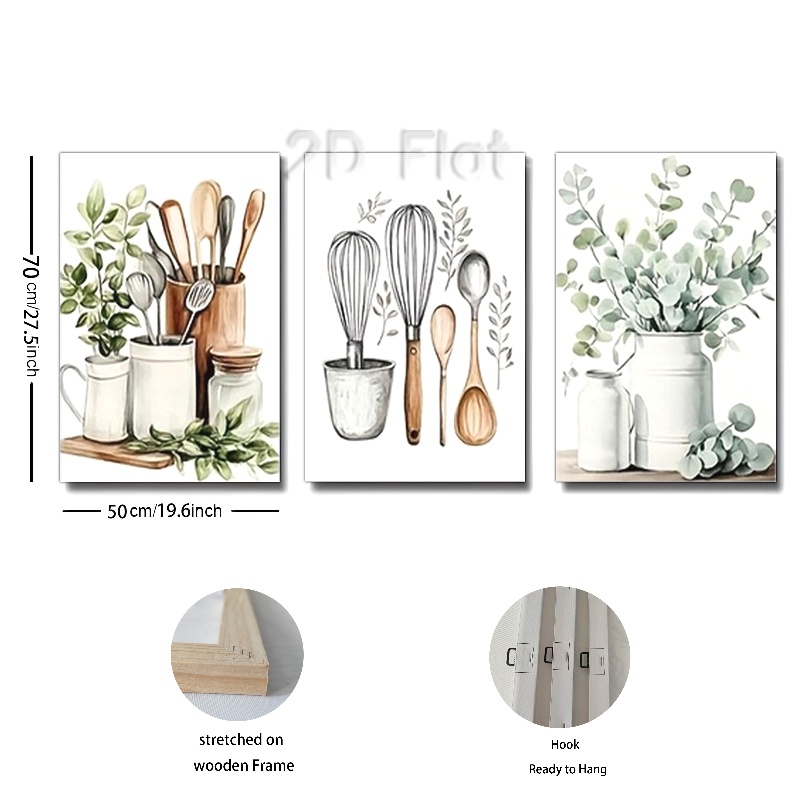 2D Flat
70 cm/27.5inch
50cm/19.6inch
stretched on
wooden Frame
Hook
Ready to Hang